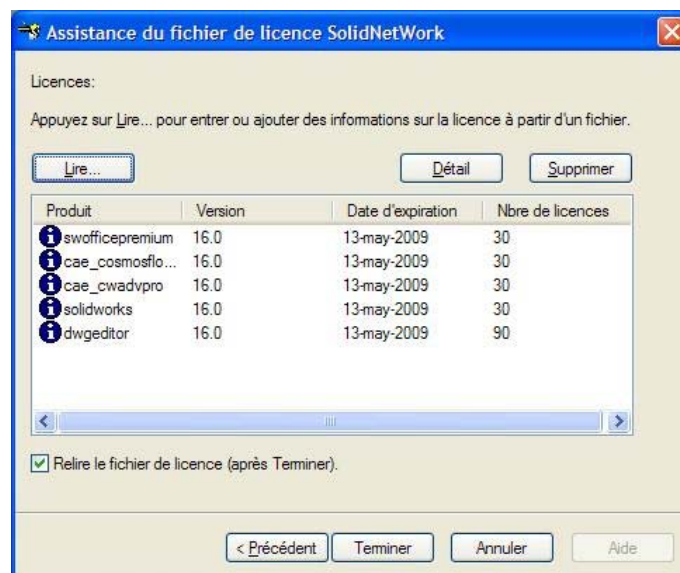 Assistance du fichier de licence SolidNetWork
Licences:
Appuyez sur Lire... pour entrer ou ajouter des informations sur la licence à partir d'un fichier.
Lire... Détail Supprimer
Produit Version Date d'expiration Nbre de licences
swofficepremium 16.0 13-may-2009 30
cae_cosmosflo... 16.0 13-may-2009 30
cae_cwadvpro 16.0 13-may-2009 30
solidworks 16.0 13-may-2009 30
dwgeditor 16.0 13-may-2009 90
Relire le fichier de licence (après Terminer).
< Précédent Terminer Annuler Aide